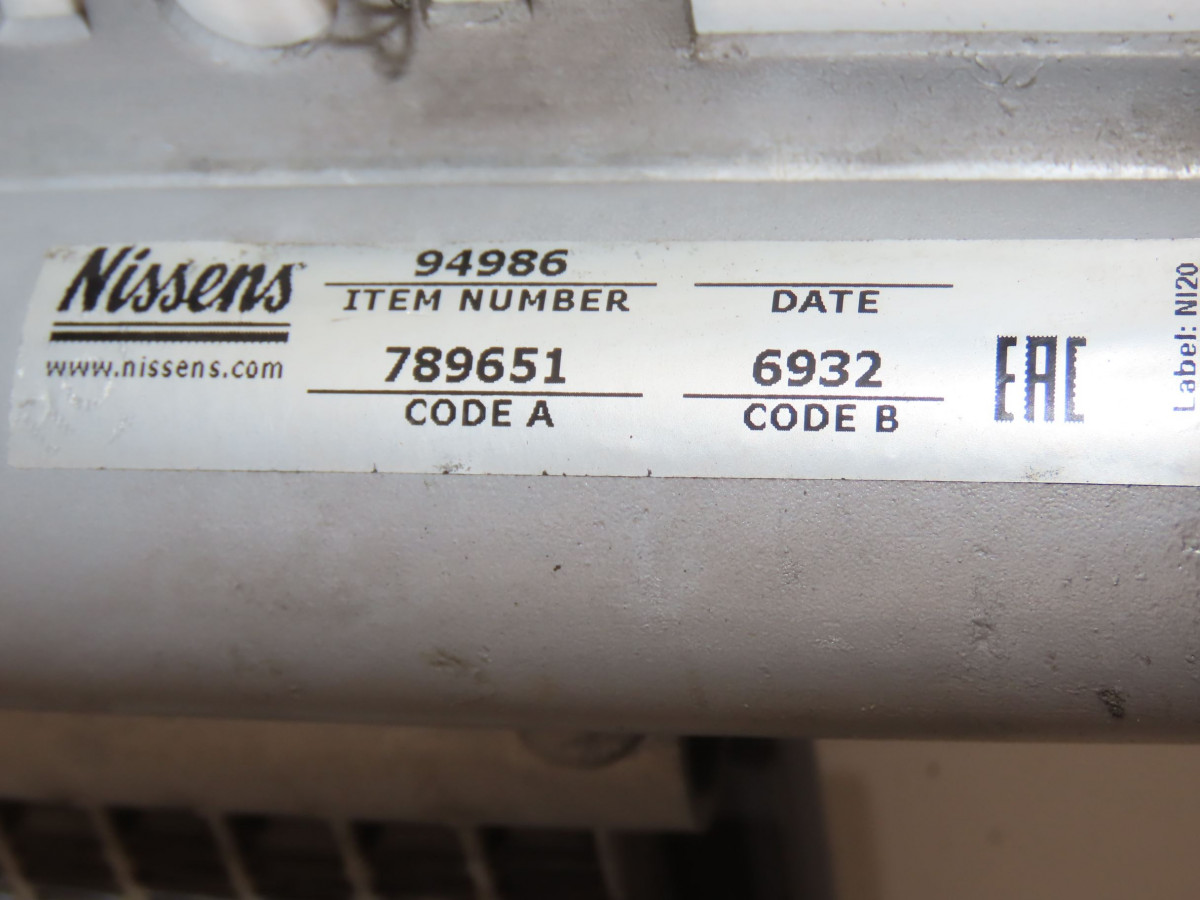 Nissens
www.nissens.com
94986
ITEM NUMBER
DATE
789651
CODE A
6932
CODE B
EAC
Label: NI20